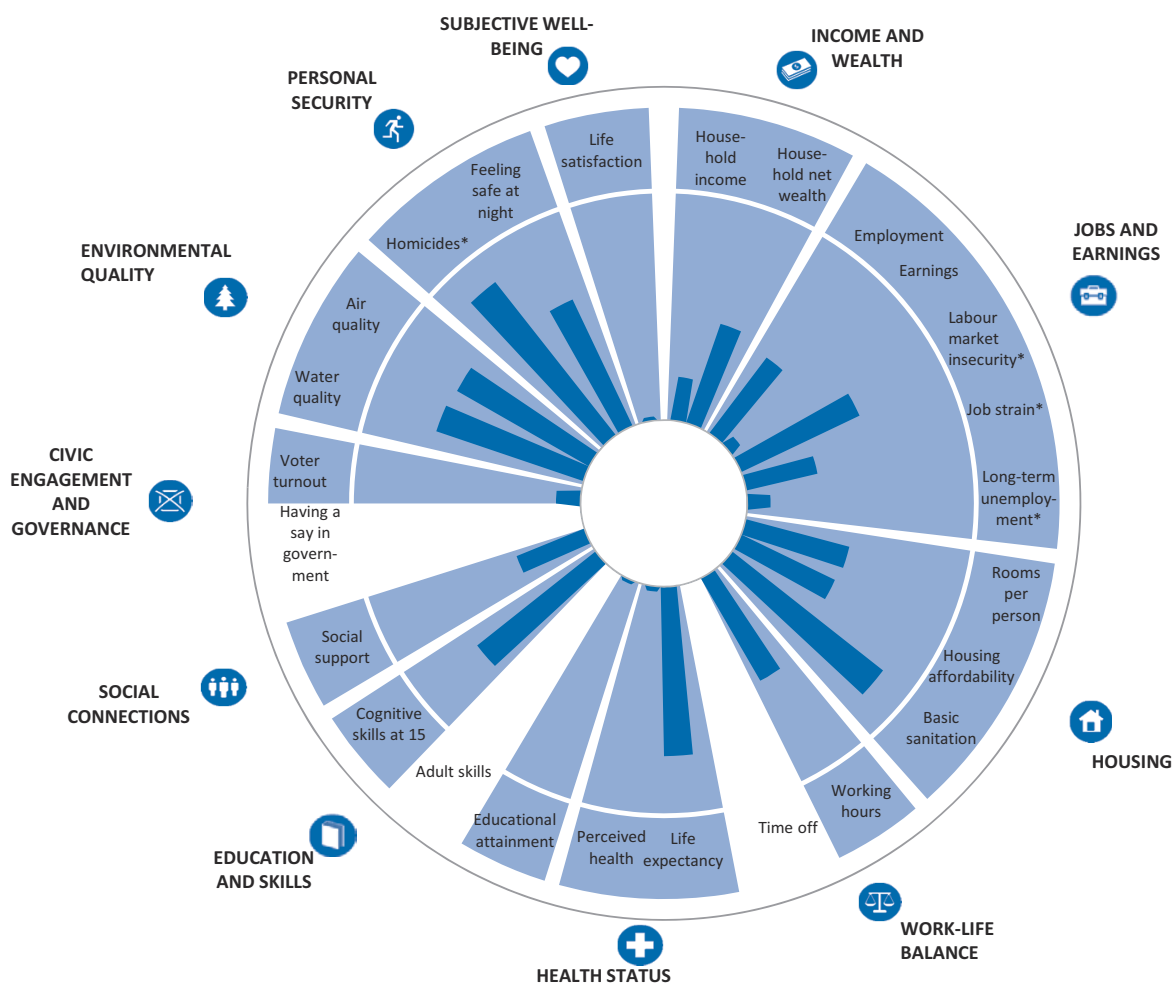 SUBJECTIVE WELL-
BEING
INCOME AND
WEALTH
PERSONAL
SECURITY
House-
hold
income
House-
hold net
wealth
Life
satisfaction
Feeling
safe at
night
Homicides*
Employment
Earnings
JOBS AND
EARNINGS
ENVIRONMENTAL
QUALITY
Air
quality
Water
quality
Labour
market
insecurity*
Job strain*
Long-term
unemploy-
ment*
CIVIC
ENGAGEMENT
AND
GOVERNANCE
Voter
turnout
Having a
say in
govern-
ment
Rooms
per
person
Housing
affordability
Basic
sanitation
HOUSING
Social
support
SOCIAL
CONNECTIONS
Cognitive
skills at 15
Adult skills
Educational
attainment
EDUCATION
AND SKILLS
Perceived
health
Life
expectancy
HEALTH STATUS
Time off
Working
hours
WORK-LIFE
BALANCE